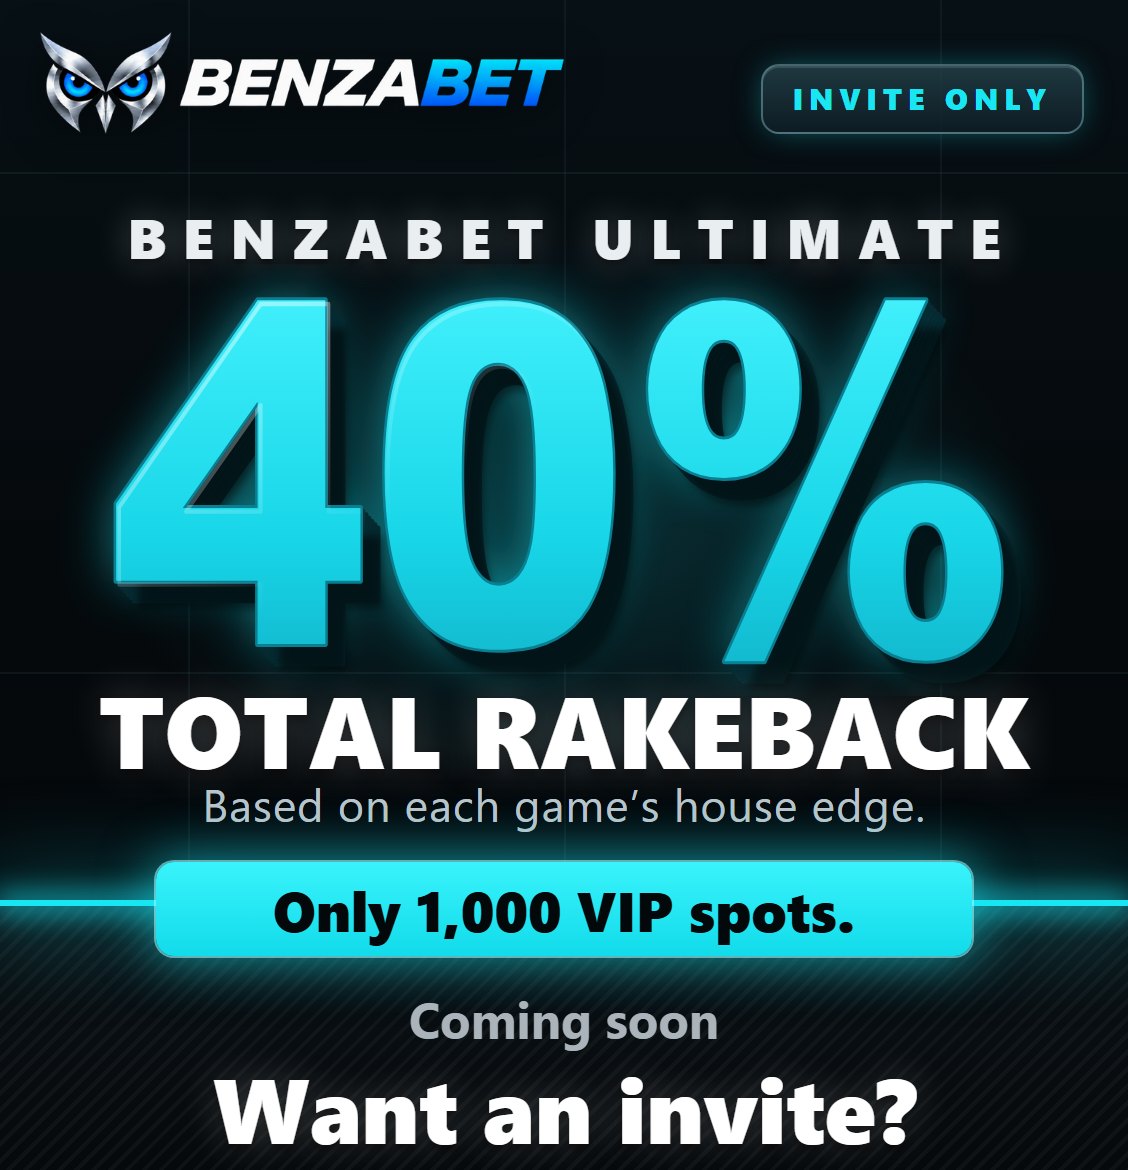 BENZABET
INVITE ONLY
BENZABET ULTIMATE
40%
TOTAL RAKEBACK
Based on each game’s house edge.
Only 1,000 VIP spots.
Coming soon
Want an invite?